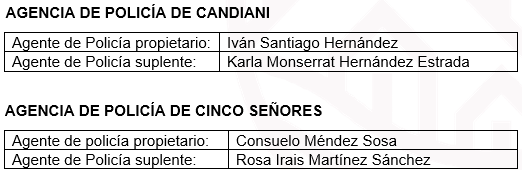 AGENCIA DE POLICÍA DE CANDIANI
Agente de Policía propietario: Iván Santiago Hernández
Agente de Policía suplente: Karla Monserrat Hernández Estrada
AGENCIA DE POLICÍA DE CINCO SEÑORES
Agente de policía propietario: Consuelo Méndez Sosa
Agente de Policía suplente: Rosa Irais Martínez Sánchez